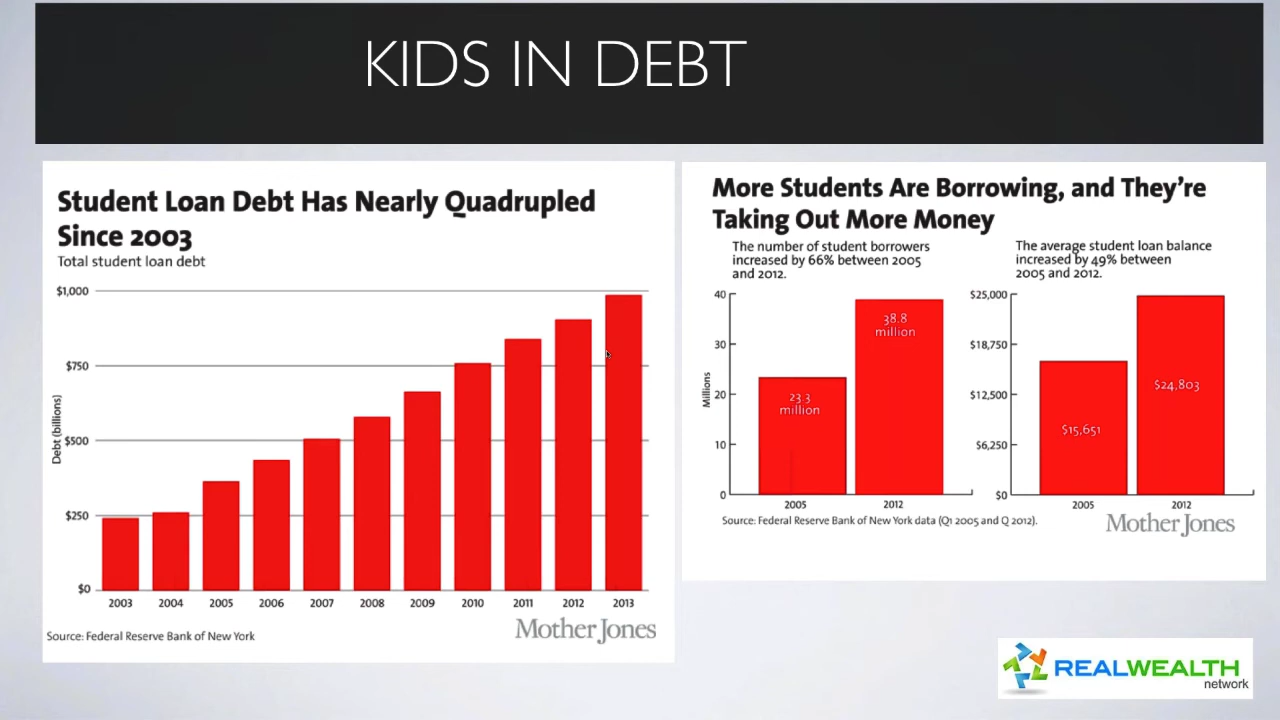 KIDS IN DEBT
Student Loan Debt Has Nearly Quadrupled
Since 2003
Total student loan debt
$1,000
$750
$500
$250
$0
Debt (billions)
2003 2004 2005 2006 2007 2008 2009 2010 2011 2012 2013
Source: Federal Reserve Bank of New York
Mother Jones
More Students Are Borrowing, and They're
Taking Out More Money
The number of student borrowers
increased by 66% between 2005
and 2012.
40
30
20
10
0
Millions
23.3
million
38.8
million
2005 2012
The average student loan balance
increased by 49% between
2005 and 2012.
$25,000
$18,750
$12,500
$6,250
$0
$15,651
$24,803
2005 2012
Source: Federal Reserve Bank of New York data (Q1 2005 and Q 2012).
Mother Jones
REALWEALTH
network